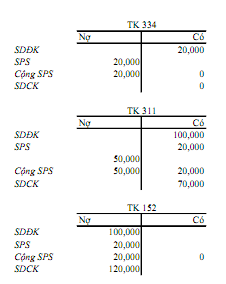 TK 334
Nợ Có
SDĐK 20,000
SPS 20,000
Cộng SPS 20,000 0
SDCK 0
TK 311
Nợ Có
SDĐK 100,000
SPS 20,000
50,000
Cộng SPS 50,000 20,000
SDCK 70,000
TK 152
Nợ Có
SDĐK 100,000
SPS 20,000
Cộng SPS 20,000 0
SDCK 120,000